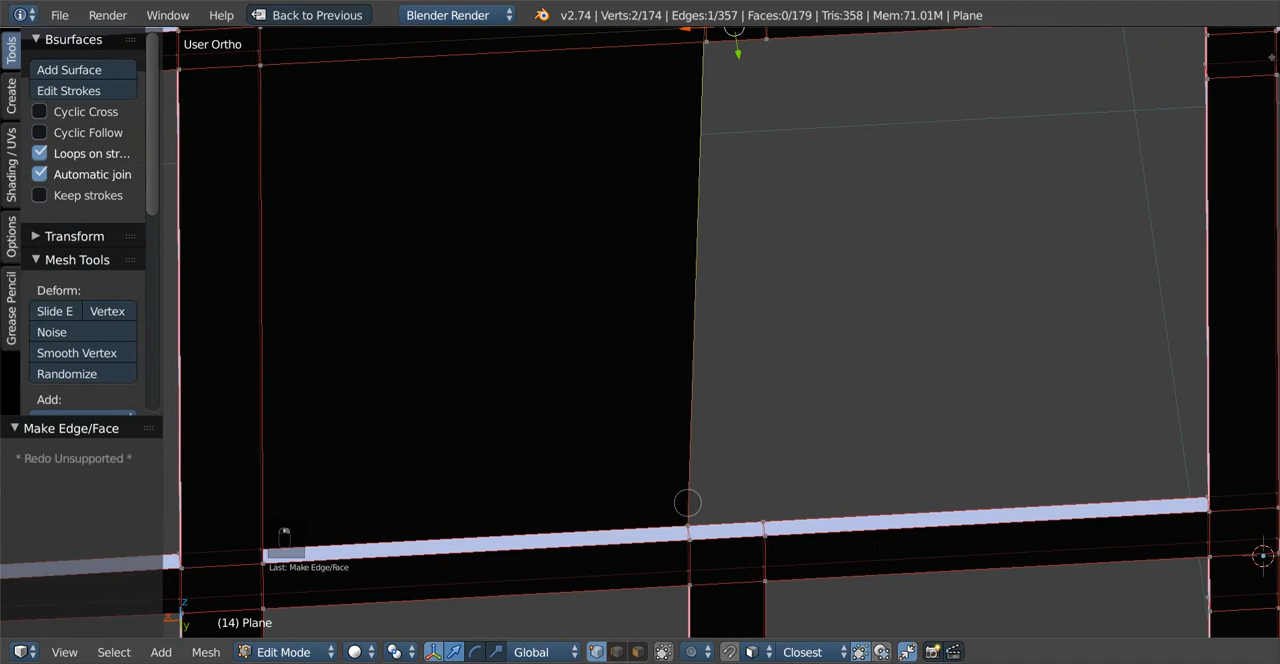 File Render Window Help Back to Previous Blender Render v2.74 | Verts:2/174 | Edges:1/357 | Faces:0/179 | Tris:358 | Mem:71.01M | Plane
Tools
Create
Shading / UVs
Options
Grease Pencil
Bsurfaces
Add Surface
Edit Strokes
Cyclic Cross
Cyclic Follow
Loops on str...
Automatic join
Keep strokes
Transform
Mesh Tools
Deform:
Slide E Vertex
Noise
Smooth Vertex
Randomize
Add:
Make Edge/Face
* Redo Unsupported *
User Ortho
Last: Make Edge/Face
z
x
y
(14) Plane
View Select Add Mesh Edit Mode Global Closest